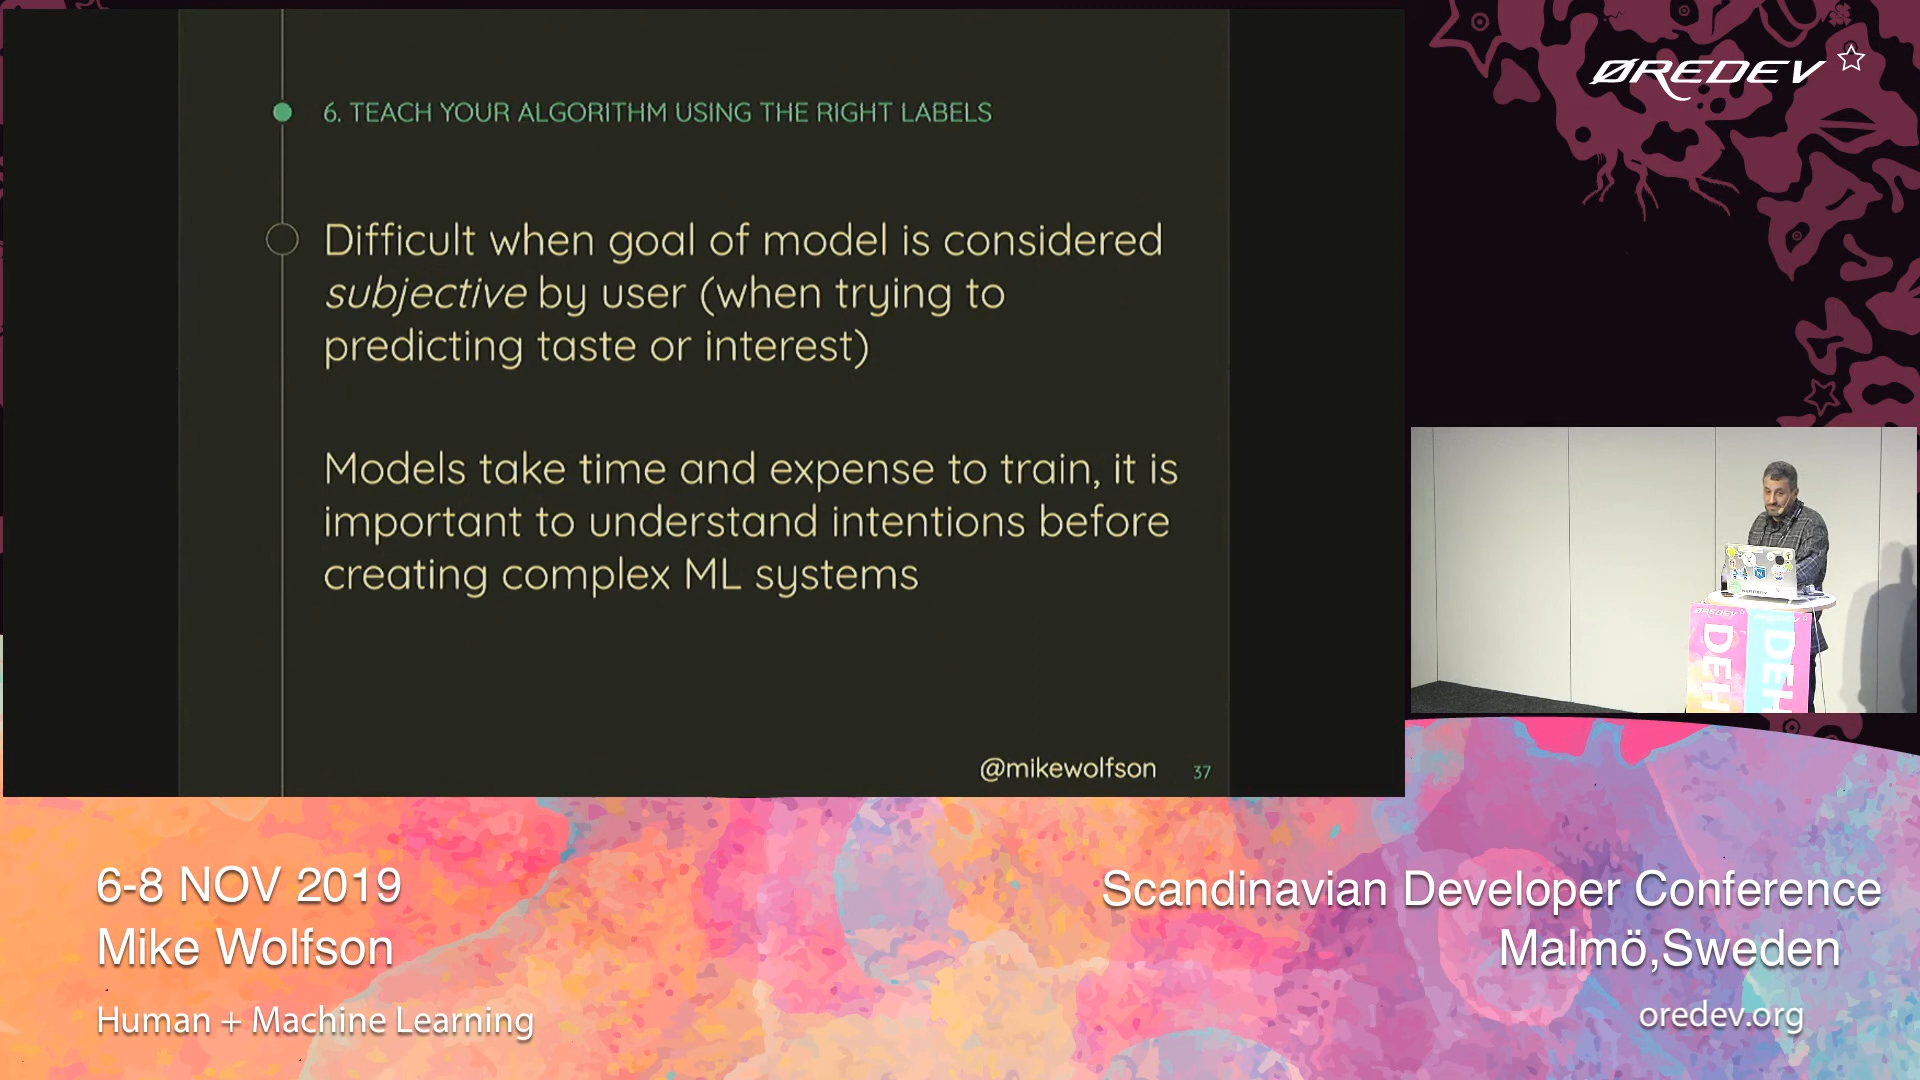 6. TEACH YOUR ALGORITHM USING THE RIGHT LABELS
Difficult when goal of model is considered
subjective by user (when trying to
predicting taste or interest)
Models take time and expense to train, it is
important to understand intentions before
creating complex ML systems
@mikewolfson 37
ØREDEV
ØREDEV
DEH
DEH
6-8 NOV 2019
Mike Wolfson
Human + Machine Learning
Scandinavian Developer Conference
Malmö,Sweden
oredev.org